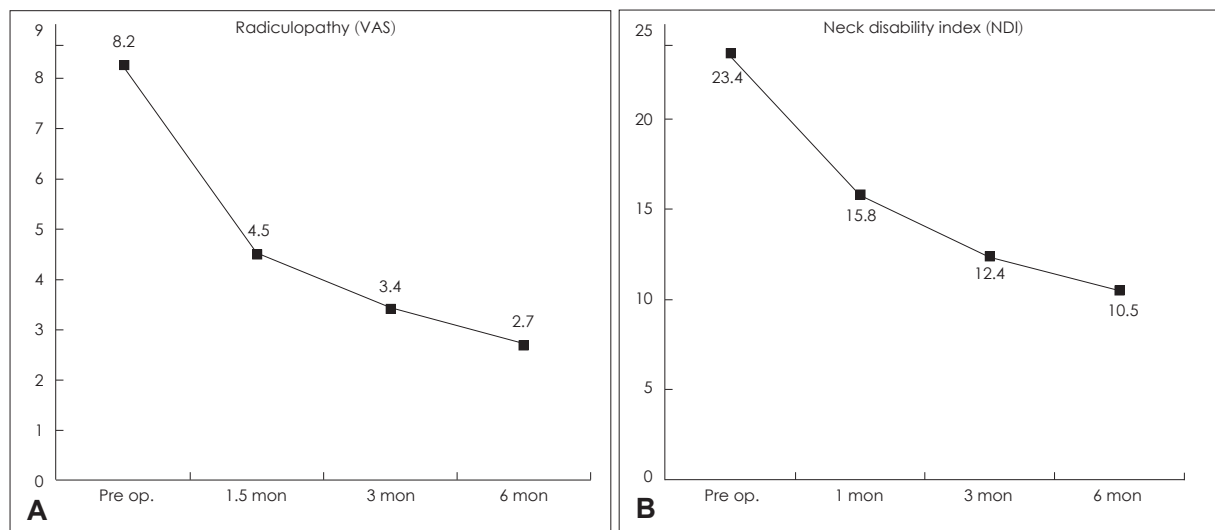 Radiculopathy (VAS)
9
8
7
6
5
4
3
2
1
0
8.2
4.5
3.4
2.7
Pre op.
1.5 mon
3 mon
6 mon
A
Neck disability index (NDI)
25
20
15
10
5
0
23.4
15.8
12.4
10.5
Pre op.
1 mon
3 mon
6 mon
B